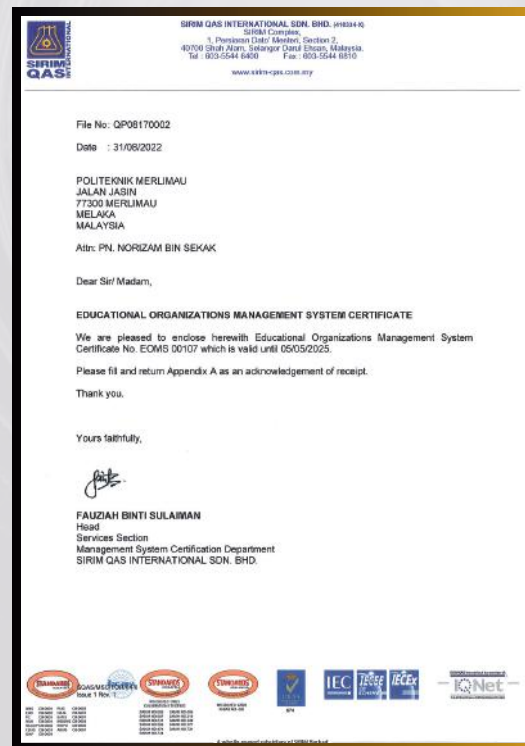 SIRIM QAS INTERNATIONAL SDN. BHD.
SIRIM Complex,
1, Persiaran Dato' Menteri, Section 2,
40700 Shah Alam, Selangor Darul Ehsan, Malaysia.
Tel : 603-5544 6400 Fax : 603-5544 6810
www.sirim-qas.com.my
SIRIM
QAS
INTERNATIONAL
File No: QP08170002
Date : 31/08/2022
POLITEKNIK MERLIMAU
JALAN JASIN
77300 MERLIMAU
MELAKA
MALAYSIA
Attn: PN. NORIZAM BIN SEKAK
Dear Sir/ Madam,
EDUCATIONAL ORGANIZATIONS MANAGEMENT SYSTEM CERTIFICATE
We are pleased to enclose herewith Educational Organizations Management System
Certificate No. EOMS 00107 which is valid until 05/05/2025.
Please fill and return Appendix A as an acknowledgement of receipt.
Thank you.
Yours faithfully,
FAUZIAH BINTI SULAIMAN
Head
Services Section
Management System Certification Department
SIRIM QAS INTERNATIONAL SDN. BHD.
STANDARDS
Issue 1 Rev. 1
STANDARDS
STANDARDS
IEC
IECEE
IECEx
IQNet